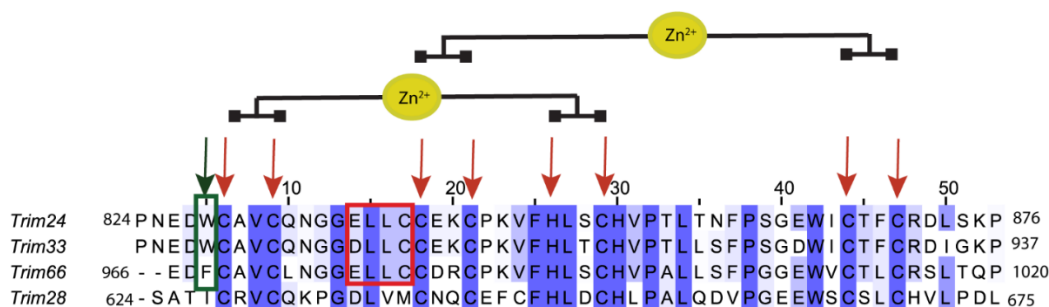 Zn²⁺
Zn²⁺
10 20 30 40 50
Trim24 824 PNEDWCAVCQNGGELLCCEKCPKVFHLSCHVPTLTNFPSGEWICTFCRDLSKP 876
Trim33 PNEDWCAVCQNGGDLLCCEKCPKVFHLTCHVPTLLSFPSGDWICTFCRDIGKP 937
Trim66 966 --EDFCAVCLNGGELLCCDRCPKVFHLSCHVPALLSFPGGEWVCTLCRSLTQP 1020
Trim28 624 -SATICRVCQKPGDLVMCNQCEFCFHLDCHLPALQDVPGEEWSCSLCHVLPDL 675